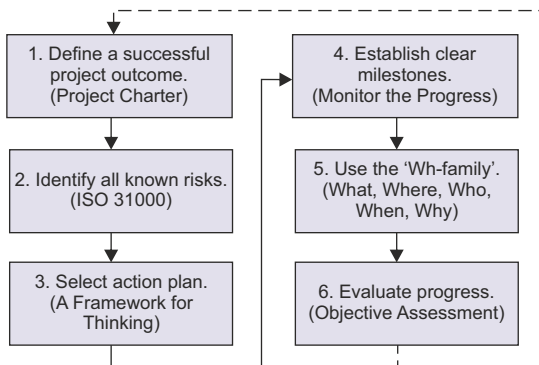 1. Define a successful
project outcome.
(Project Charter)
2. Identify all known risks.
(ISO 31000)
3. Select action plan.
(A Framework for
Thinking)
4. Establish clear
milestones.
(Monitor the Progress)
5. Use the ‘Wh-family’.
(What, Where, Who,
When, Why)
6. Evaluate progress.
(Objective Assessment)